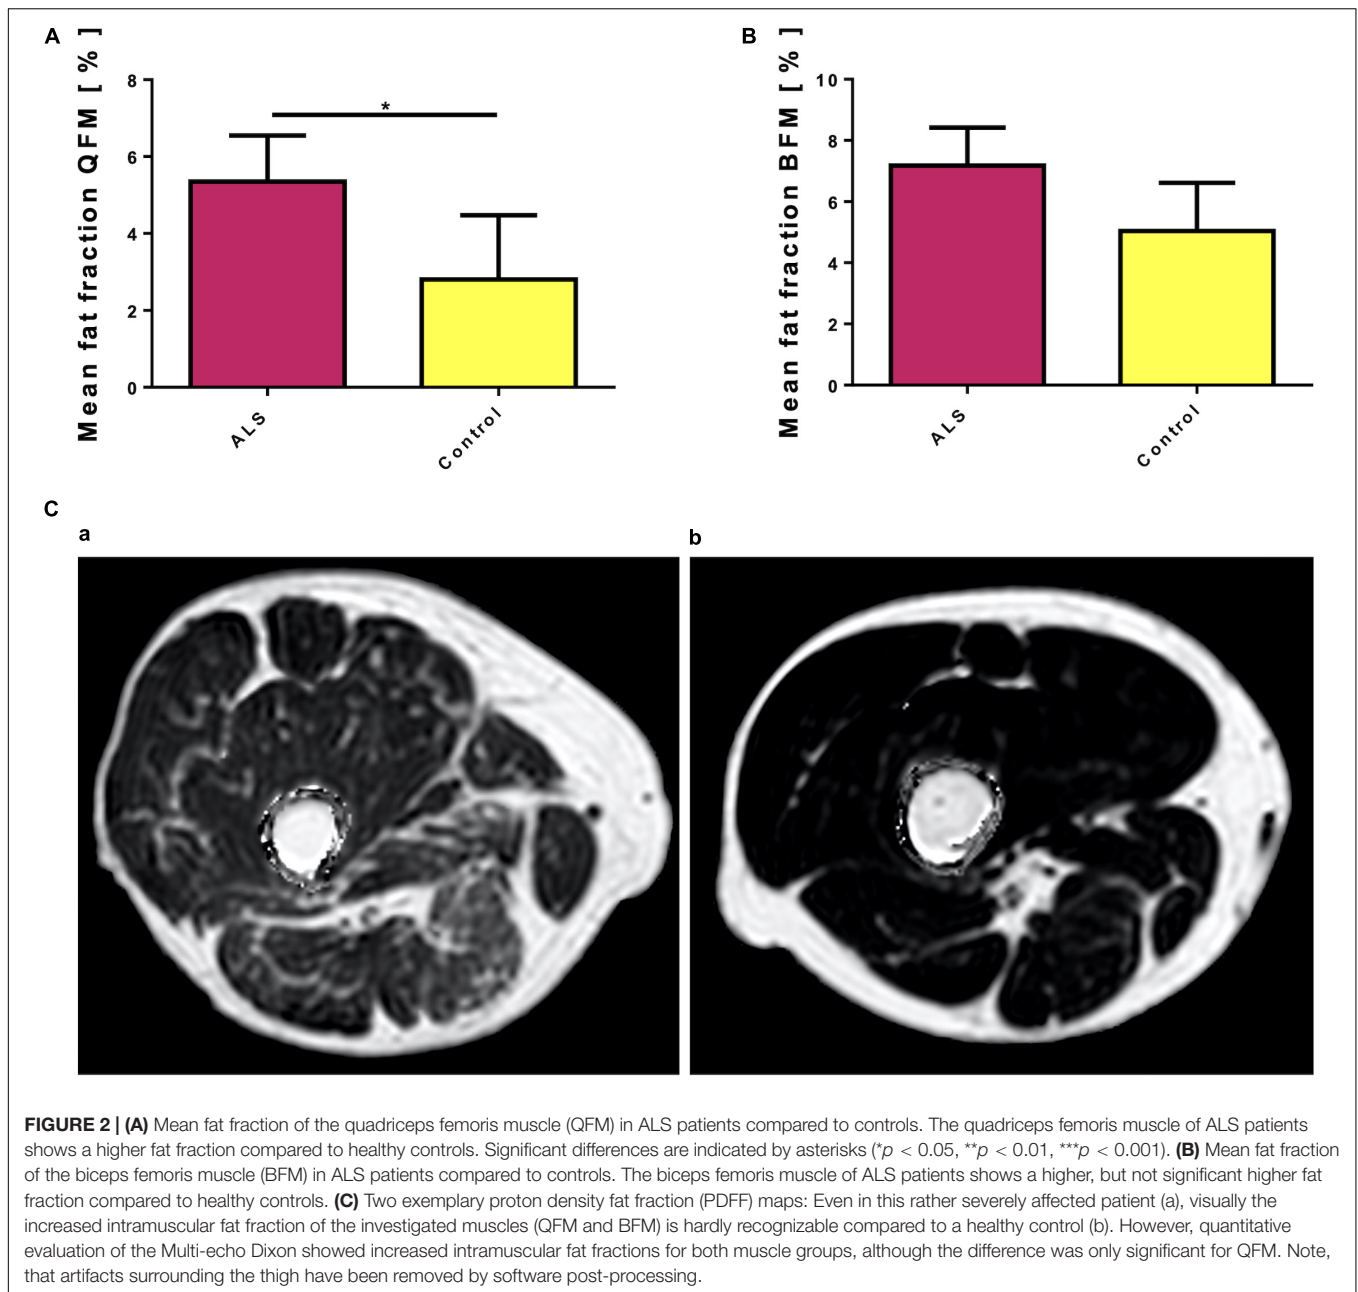 A
Mean fat fraction QFM [ % ]
8
6
4
2
0
*
ALS
Control
B
Mean fat fraction BFM [ % ]
10
8
6
4
2
0
ALS
Control
C
a
b
FIGURE 2 | (A) Mean fat fraction of the quadriceps femoris muscle (QFM) in ALS patients compared to controls. The quadriceps femoris muscle of ALS patients
shows a higher fat fraction compared to healthy controls. Significant differences are indicated by asterisks (*p < 0.05, **p < 0.01, ***p < 0.001). (B) Mean fat fraction
of the biceps femoris muscle (BFM) in ALS patients compared to controls. The biceps femoris muscle of ALS patients shows a higher, but not significant higher fat
fraction compared to healthy controls. (C) Two exemplary proton density fat fraction (PDFF) maps: Even in this rather severely affected patient (a), visually the
increased intramuscular fat fraction of the investigated muscles (QFM and BFM) is hardly recognizable compared to a healthy control (b). However, quantitative
evaluation of the Multi-echo Dixon showed increased intramuscular fat fractions for both muscle groups, although the difference was only significant for QFM. Note,
that artifacts surrounding the thigh have been removed by software post-processing.